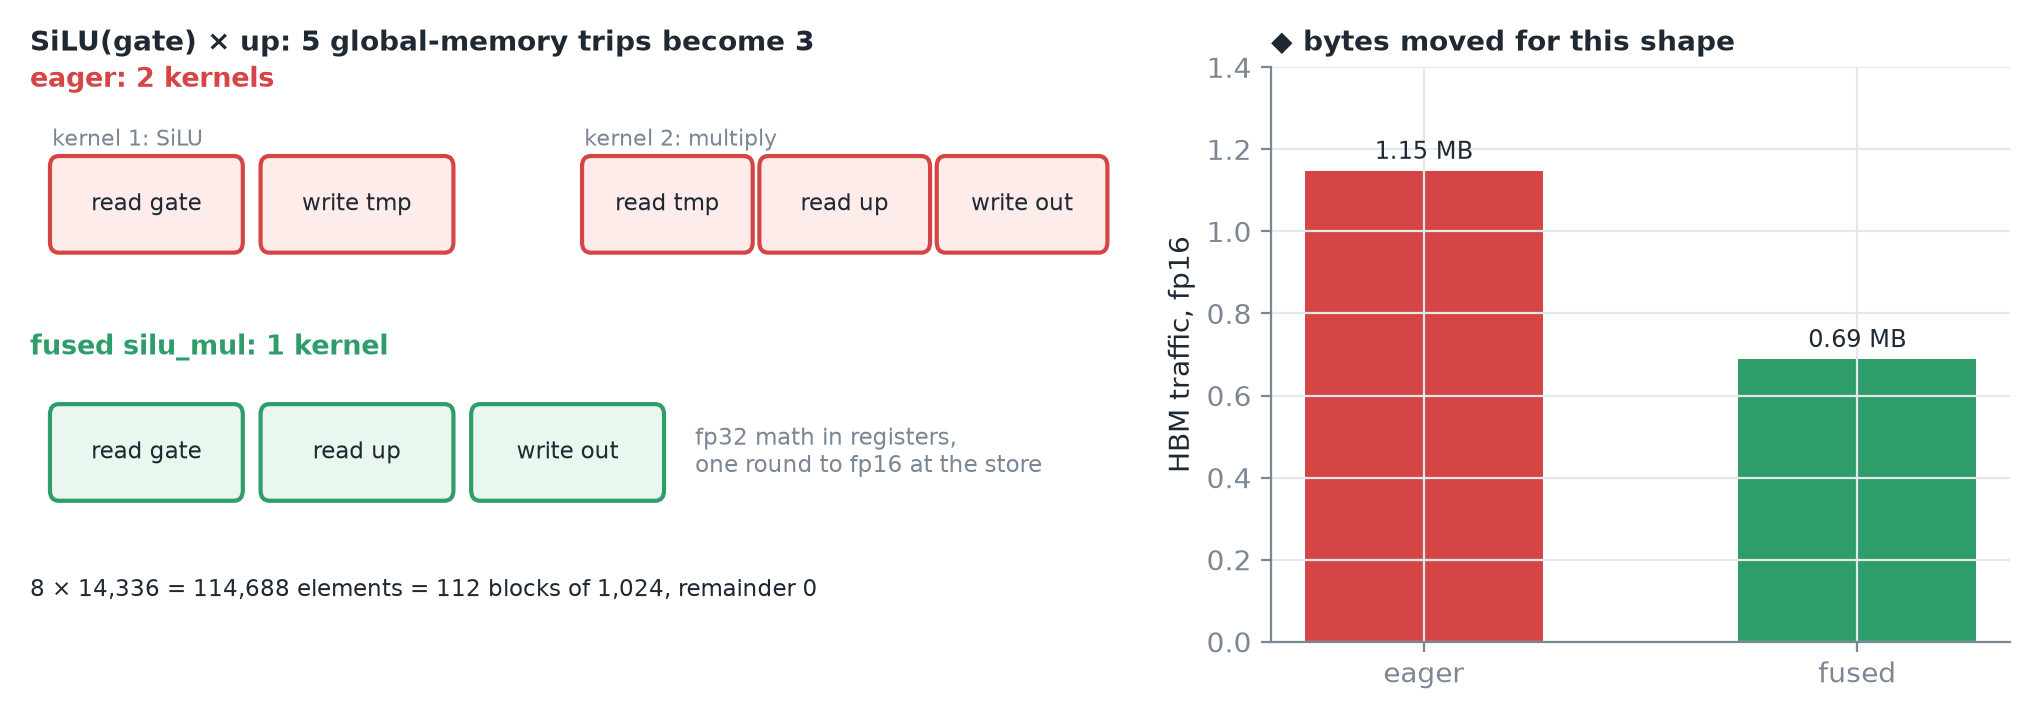 SiLU(gate) × up: 5 global-memory trips become 3
eager: 2 kernels
kernel 1: SiLU
kernel 2: multiply
read gate
write tmp
read tmp
read up
write out
fused silu_mul: 1 kernel
read gate
read up
write out
fp32 math in registers,
one round to fp16 at the store
8 × 14,336 = 114,688 elements = 112 blocks of 1,024, remainder 0
◆ bytes moved for this shape
HBM traffic, fp16
1.4
1.2
1.0
0.8
0.6
0.4
0.2
0.0
1.15 MB
0.69 MB
eager
fused